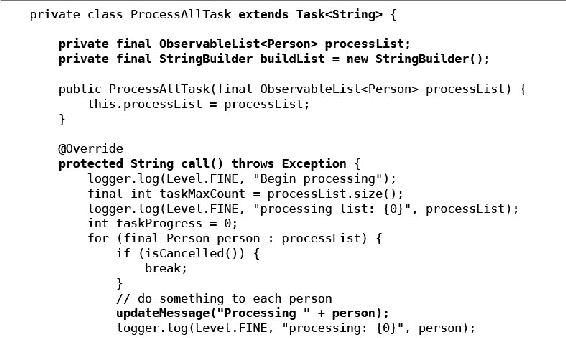 private class ProcessAllTask extends Task<String> {
private final ObservableList<Person> processList;
private final StringBuilder buildList = new StringBuilder();
public ProcessAllTask(final ObservableList<Person> processList) {
this.processList = processList;
}
@Override
protected String call() throws Exception {
logger.log(Level.FINE, "Begin processing");
final int taskMaxCount = processList.size();
logger.log(Level.FINE, "processing list: {0}", processList);
int taskProgress = 0;
for (final Person person : processList) {
if (isCancelled()) {
break;
}
// do something to each person
updateMessage("Processing " + person);
logger.log(Level.FINE, "processing: {0}", person);